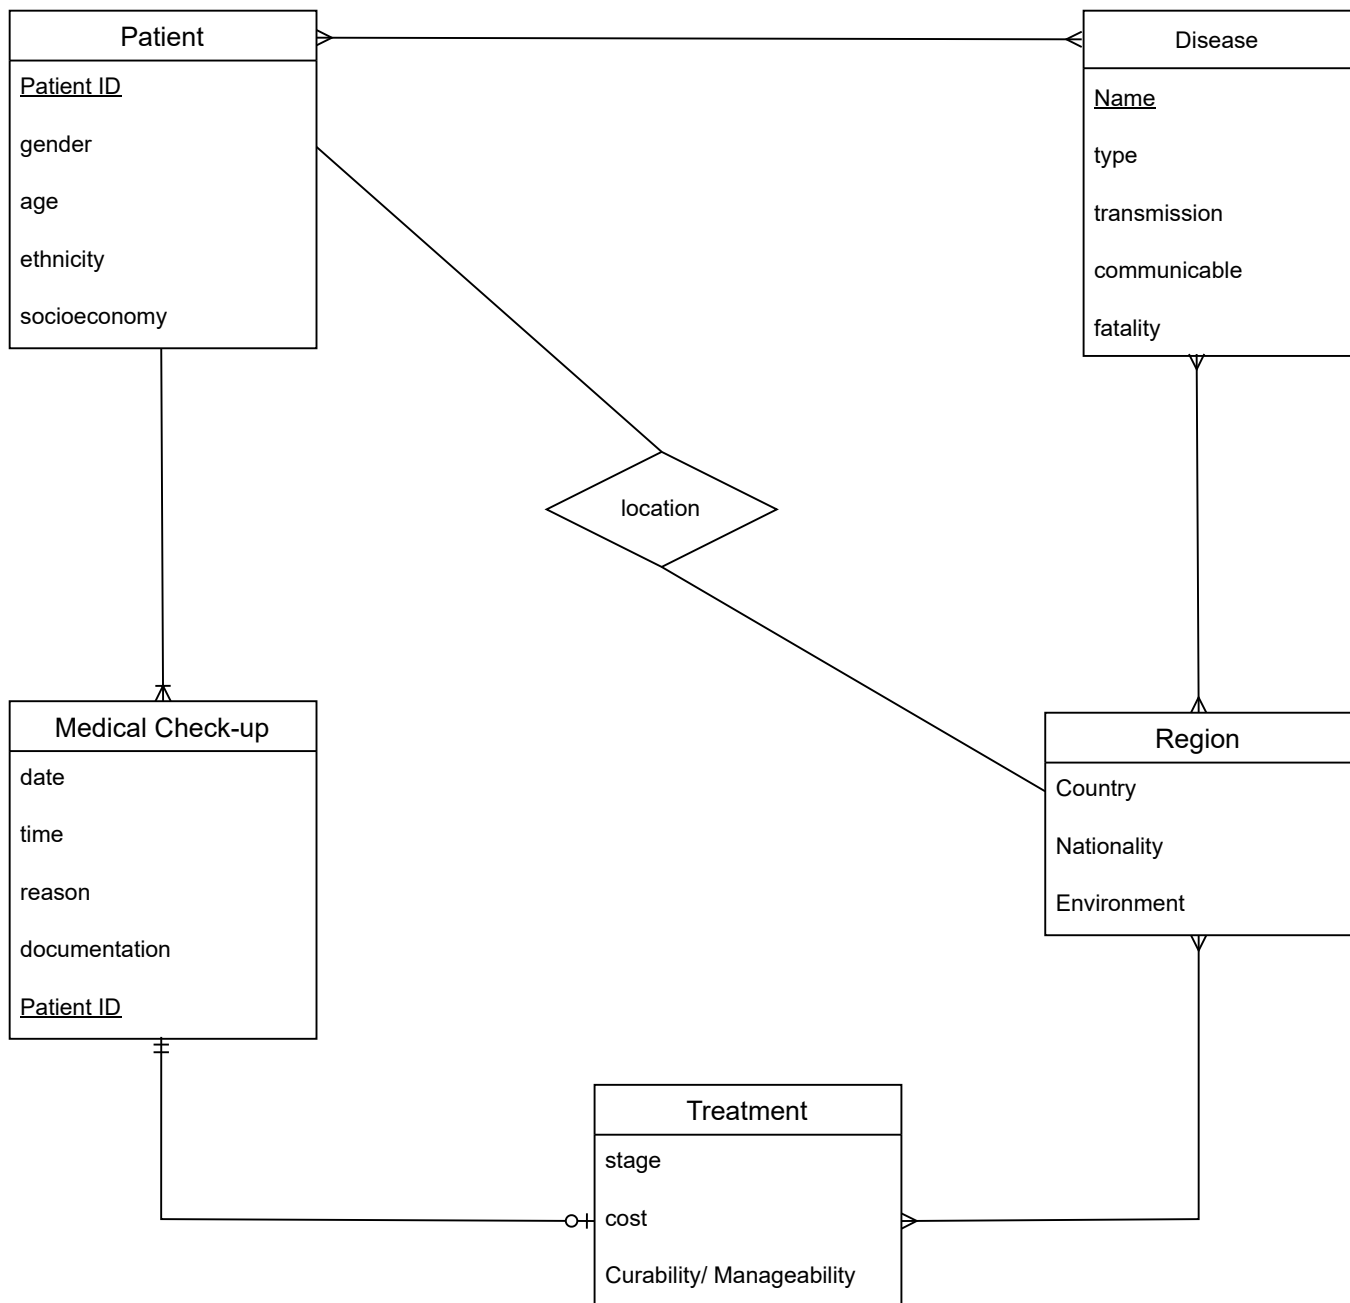 Patient
Patient ID
gender
age
ethnicity
socioeconomy
Disease
Name
type
transmission
communicable
fatality
location
Medical Check-up
date
time
reason
documentation
Patient ID
Region
Country
Nationality
Environment
Treatment
stage
cost
Curability/ Manageability